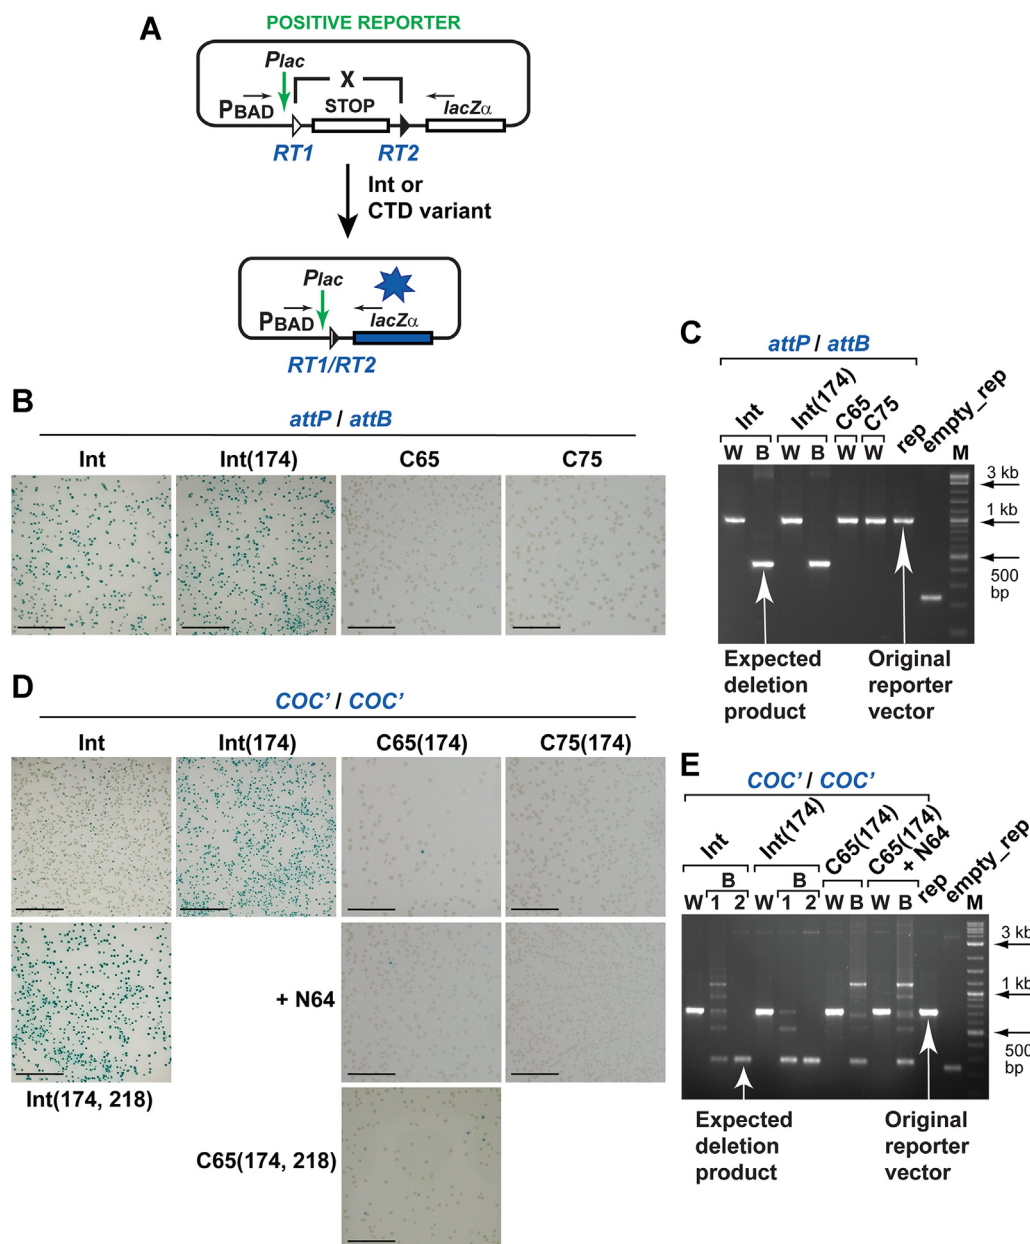 A
POSITIVE REPORTER
Plac
X
PBAD
STOP
lacZα
RT1
RT2
Int or
CTD variant
Plac
PBAD
lacZα
RT1/RT2
B
attP / attB
Int
Int(174)
C65
C75
C
attP / attB
Int
Int(174)
C65
C75
rep
empty_rep
W
B
W
B
W
W
M
3 kb
1 kb
500
bp
Expected
deletion
product
Original
reporter
vector
D
COC’ / COC’
Int
Int(174)
C65(174)
C75(174)
+ N64
Int(174, 218)
C65(174, 218)
E
COC’ / COC’
Int
Int(174)
C65(174)
C65(174)
+ N64
rep
empty_rep
B
B
W 1 2 W 1 2 W B W B M
3 kb
1 kb
500
bp
Expected
deletion
product
Original
reporter
vector